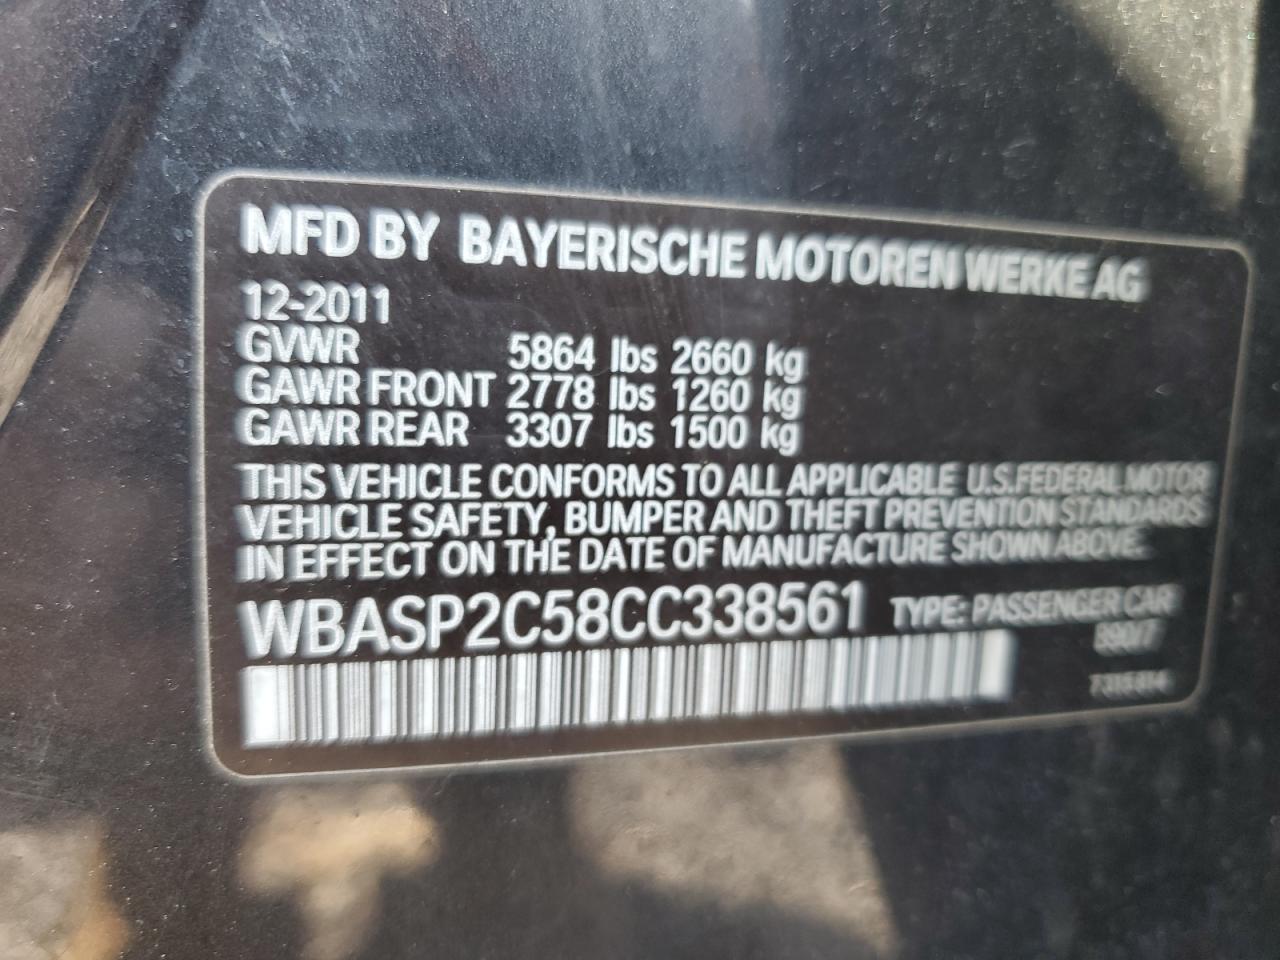 MFD BY BAYERISCHE MOTOREN WERKE AG
12-2011
GVWR 5864 lbs 2660 kg
GAWR FRONT 2778 lbs 1260 kg
GAWR REAR 3307 lbs 1500 kg
THIS VEHICLE CONFORMS TO ALL APPLICABLE U.S.FEDERAL MOTOR
VEHICLE SAFETY, BUMPER AND THEFT PREVENTION STANDARDS
IN EFFECT ON THE DATE OF MANUFACTURE SHOWN ABOVE.
WBASP2C58CC338561 TYPE: PASSENGER CAR